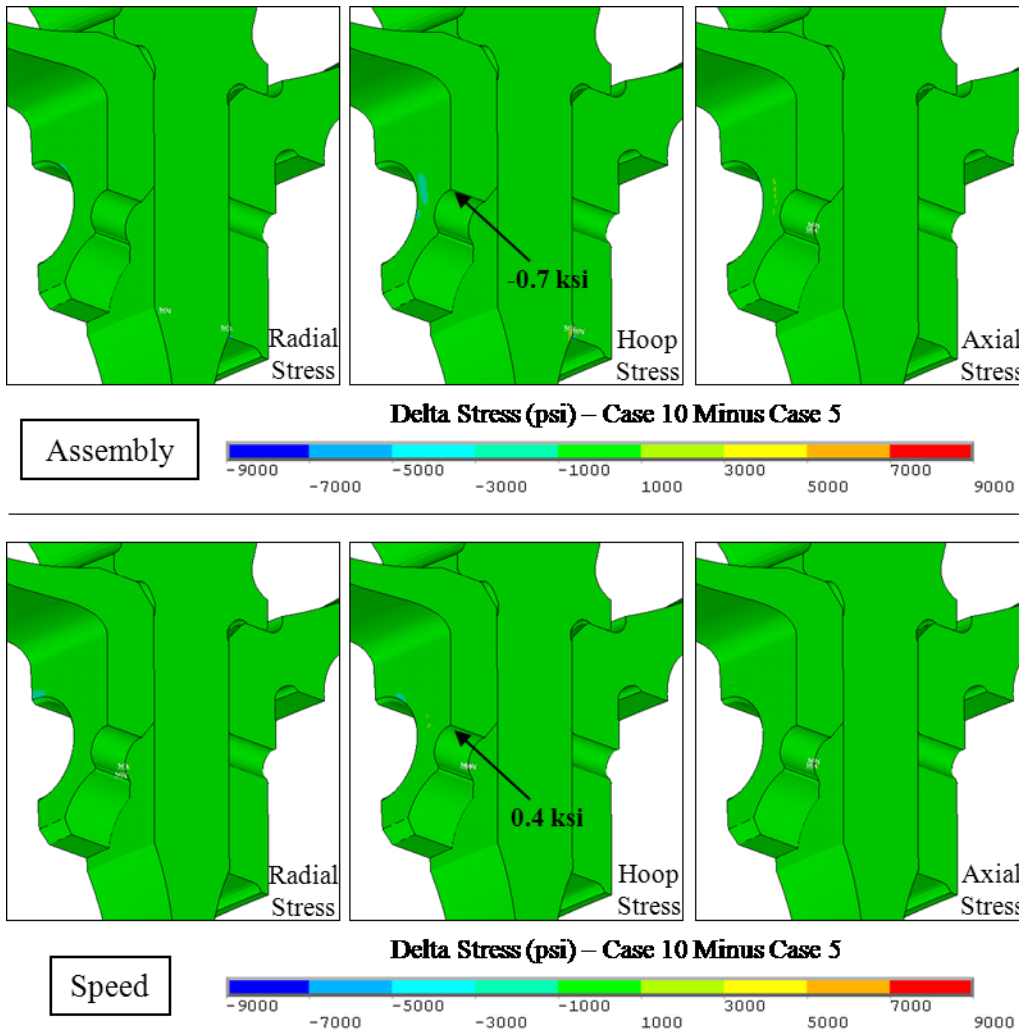 -0.7 ksi
Radial
Stress
Hoop
Stress
Axial
Stress
Delta Stress (psi) – Case 10 Minus Case 5
Assembly
-9000 -7000 -5000 -3000 -1000 1000 3000 5000 7000 9000
0.4 ksi
Radial
Stress
Hoop
Stress
Axial
Stress
Delta Stress (psi) – Case 10 Minus Case 5
Speed
-9000 -7000 -5000 -3000 -1000 1000 3000 5000 7000 9000